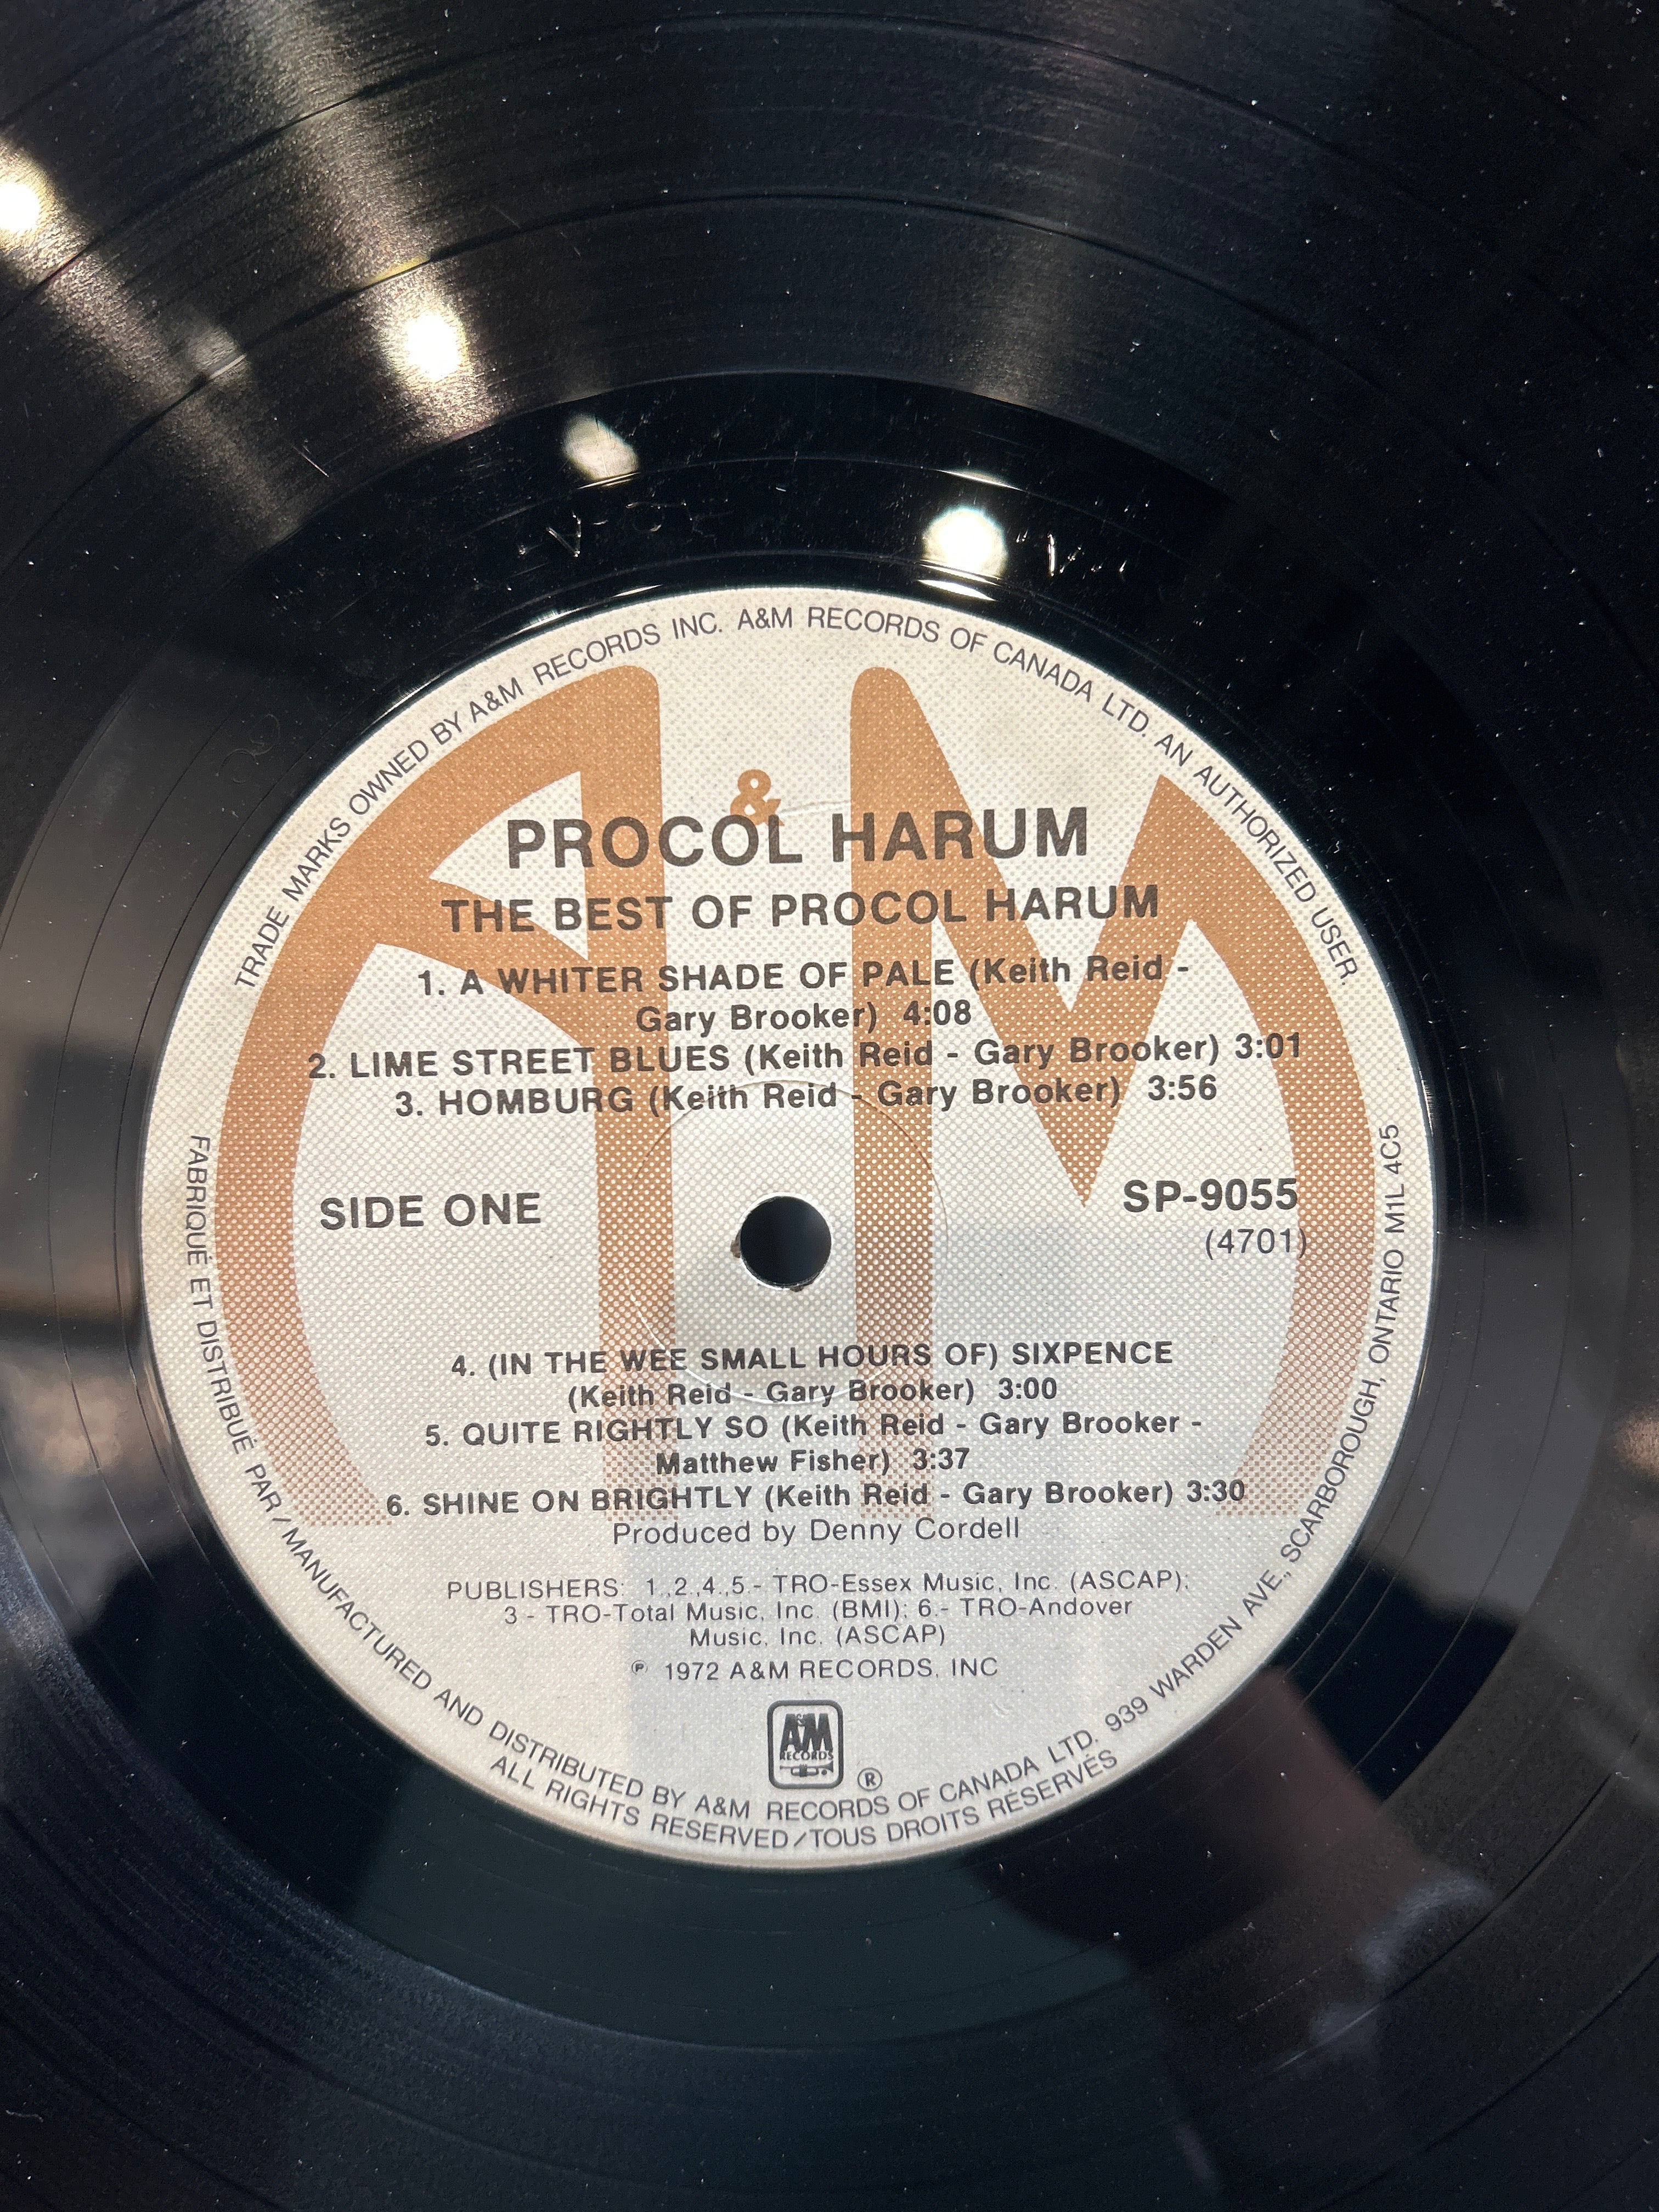 TRADE MARKS OWNED BY A&M RECORDS INC. A&M RECORDS OF CANADA LTD. AN AUTHORIZED USER.
A & M
PROCOL HARUM
THE BEST OF PROCOL HARUM
1. A WHITER SHADE OF PALE (Keith Reid -
Gary Brooker) 4:08
2. LIME STREET BLUES (Keith Reid - Gary Brooker) 3:01
3. HOMBURG (Keith Reid - Gary Brooker) 3:56
SIDE ONE
SP-9055
(4701)
4. (IN THE WEE SMALL HOURS OF) SIXPENCE
(Keith Reid - Gary Brooker) 3:00
5. QUITE RIGHTLY SO (Keith Reid - Gary Brooker -
Matthew Fisher) 3:37
6. SHINE ON BRIGHTLY (Keith Reid - Gary Brooker) 3:30
Produced by Denny Cordell
PUBLISHERS: 1.,2.,4.,5.- TRO-Essex Music, Inc. (ASCAP);
3 - TRO-Total Music, Inc. (BMI); 6.- TRO-Andover
Music, Inc. (ASCAP)
℗ 1972 A&M RECORDS, INC
A&M
RECORDS
®
FABRIQUÉ ET DISTRIBUÉ PAR / MANUFACTURED AND DISTRIBUTED BY A&M RECORDS OF CANADA LTD. 939 WARDEN AVE., SCARBOROUGH, ONTARIO M1L 4C5
ALL RIGHTS RESERVED/TOUS DROITS RÉSERVÉS